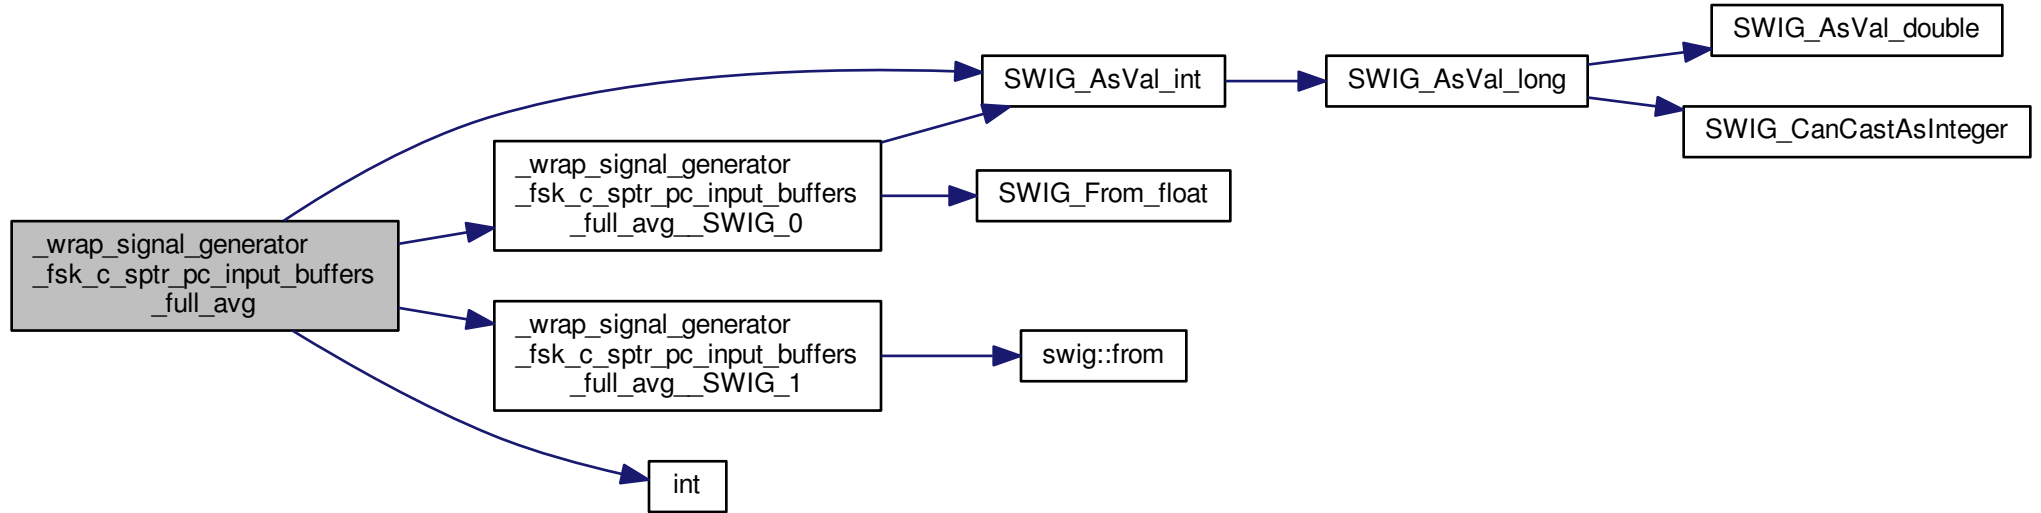 _wrap_signal_generator
_fsk_c_sptr_pc_input_buffers
_full_avg
_wrap_signal_generator
_fsk_c_sptr_pc_input_buffers
_full_avg__SWIG_0
_wrap_signal_generator
_fsk_c_sptr_pc_input_buffers
_full_avg__SWIG_1
int
SWIG_AsVal_int
SWIG_From_float
swig::from
SWIG_AsVal_long
SWIG_AsVal_double
SWIG_CanCastAsInteger